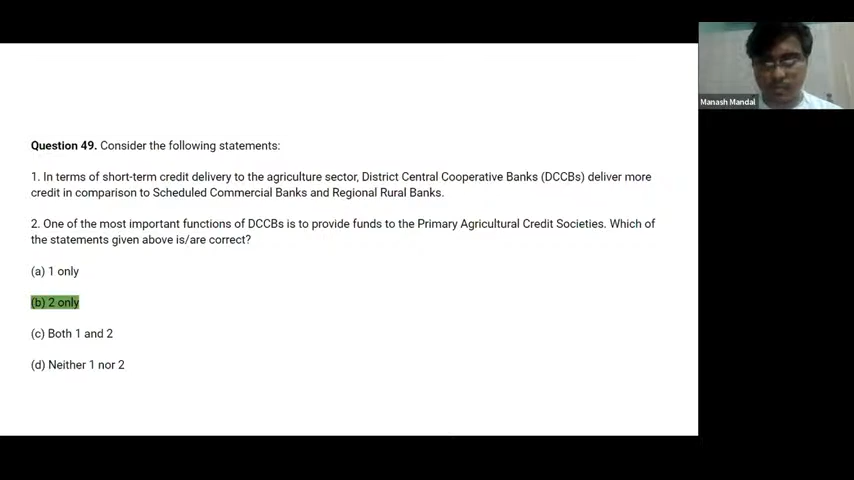 Manash Mandal
Question 49. Consider the following statements:
1. In terms of short-term credit delivery to the agriculture sector, District Central Cooperative Banks (DCCBs) deliver more
credit in comparison to Scheduled Commercial Banks and Regional Rural Banks.
2. One of the most important functions of DCCBs is to provide funds to the Primary Agricultural Credit Societies. Which of
the statements given above is/are correct?
(a) 1 only
(b) 2 only
(c) Both 1 and 2
(d) Neither 1 nor 2